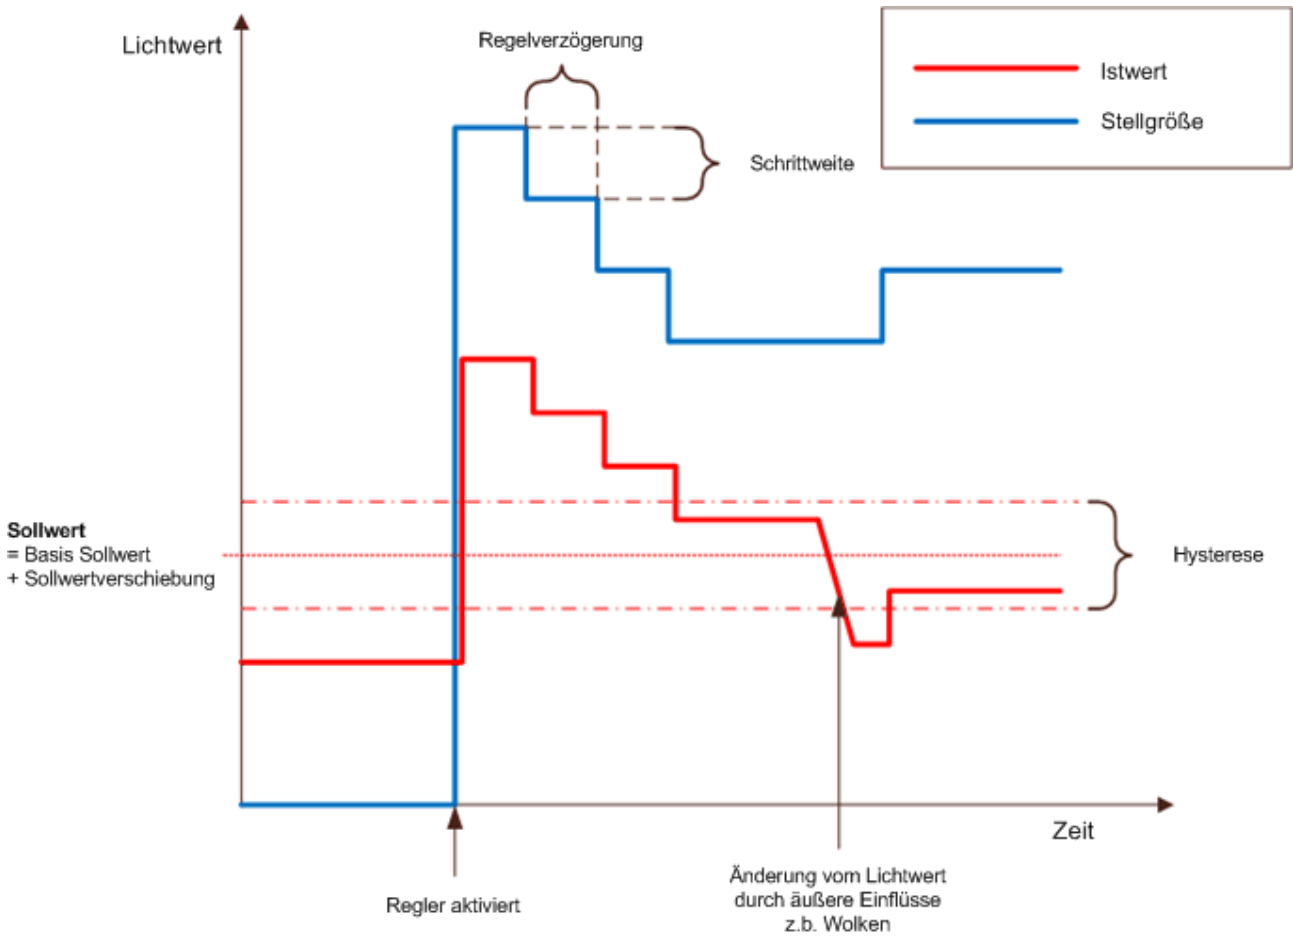 Lichtwert
Regelverzögerung
Istwert
Stellgröße
Schrittweite
Sollwert
= Basis Sollwert
+ Sollwertverschiebung
Hysterese
Zeit
Regler aktiviert
Änderung vom Lichtwert
durch äußere Einflüsse
z.b. Wolken